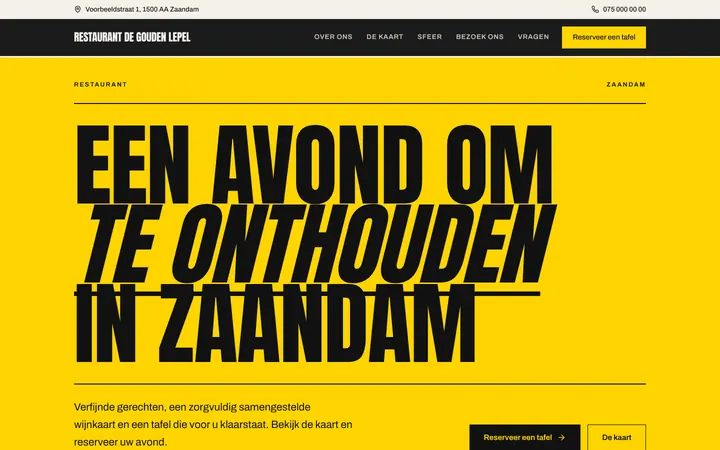 Voorbeeldstraat 1, 1500 AA Zaandam
075 000 00 00
RESTAURANT DE GOUDEN LEPEL
OVER ONS
DE KAART
SFEER
BEZOEK ONS
VRAGEN
Reserveer een tafel
RESTAURANT
ZAANDAM
EEN AVOND OM
TE ONTHOUDEN
IN ZAANDAM
Verfijnde gerechten, een zorgvuldig samengestelde
wijnkaart en een tafel die voor u klaarstaat. Bekijk de kaart en
reserveer uw avond.
Reserveer een tafel
De kaart